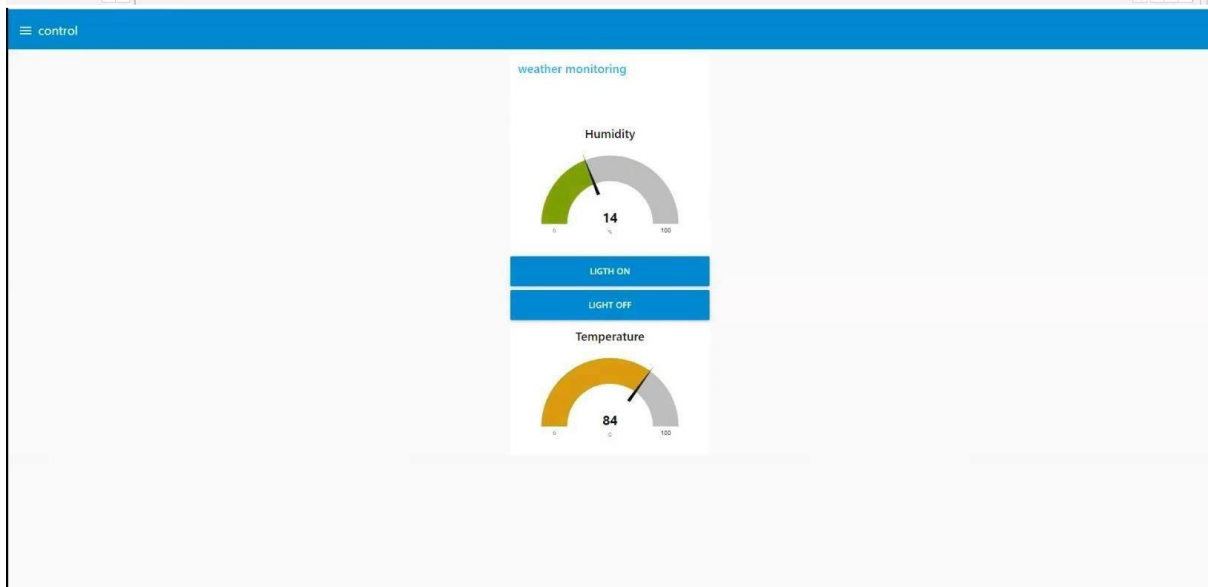 ≡ control
weather monitoring
Humidity
14
0 % 100
LIGTH ON
LIGHT OFF
Temperature
84
0 C 100